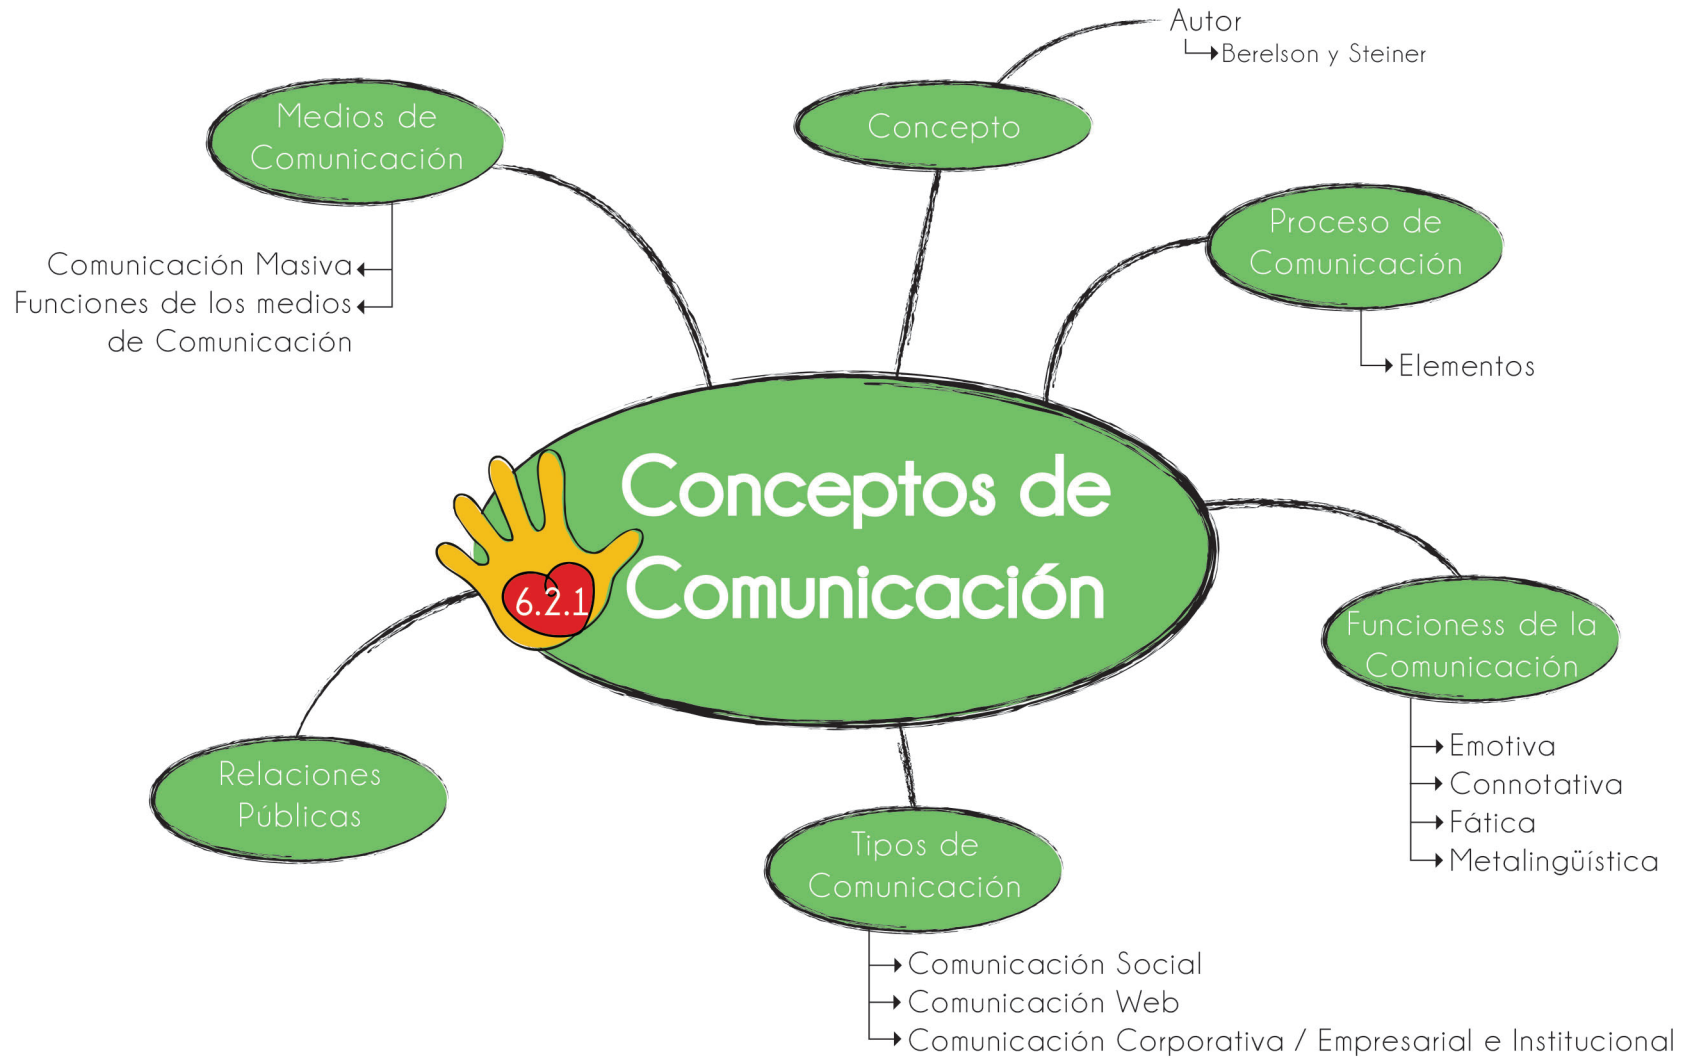 Autor
Berelson y Steiner
Medios de
Comunicación
Concepto
Proceso de
Comunicación
Comunicación Masiva
Funciones de los medios
de Comunicación
Elementos
Conceptos de
Comunicación
6.2.1
Funcioness de la
Comunicación
Emotiva
Connotativa
Fática
Metalingüística
Relaciones
Públicas
Tipos de
Comunicación
Comunicación Social
Comunicación Web
Comunicación Corporativa / Empresarial e Institucional